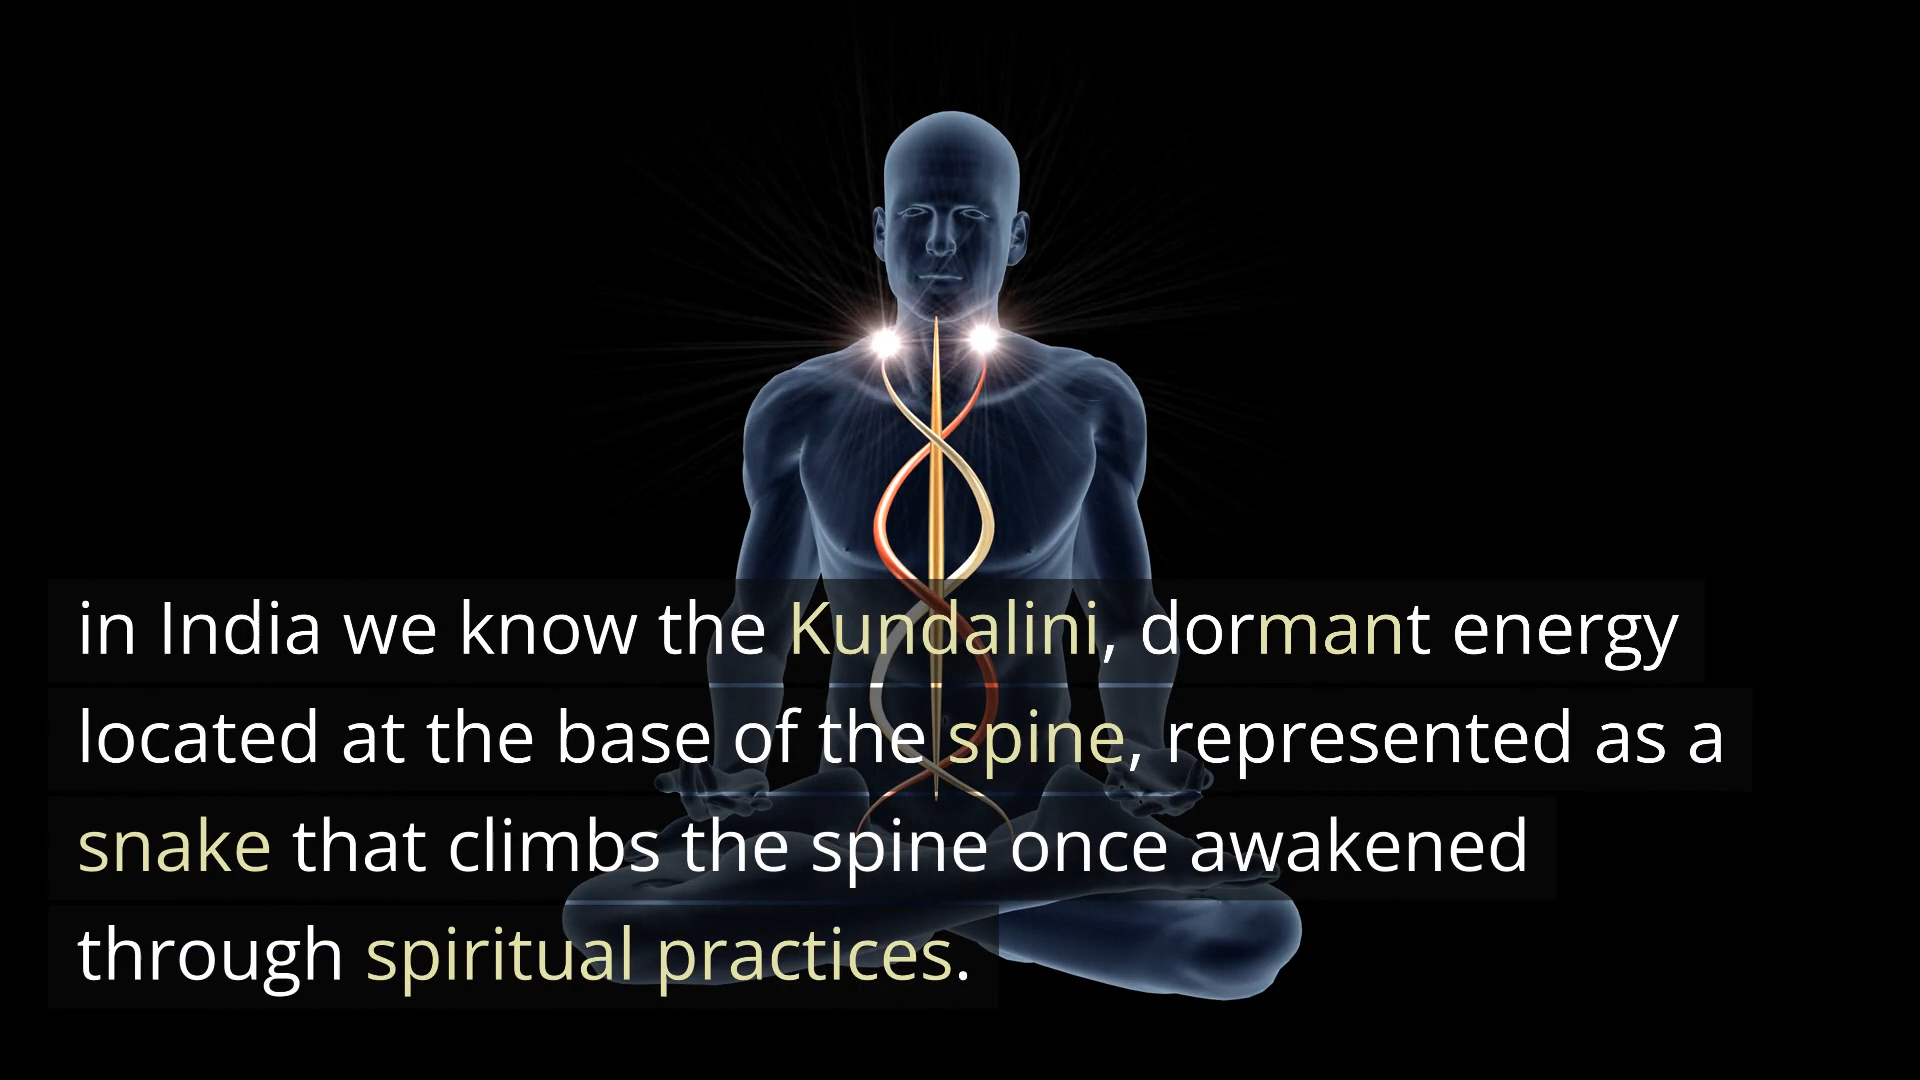 in India we know the Kundalini, dormant energy
located at the base of the spine, represented as a
snake that climbs the spine once awakened
through spiritual practices.